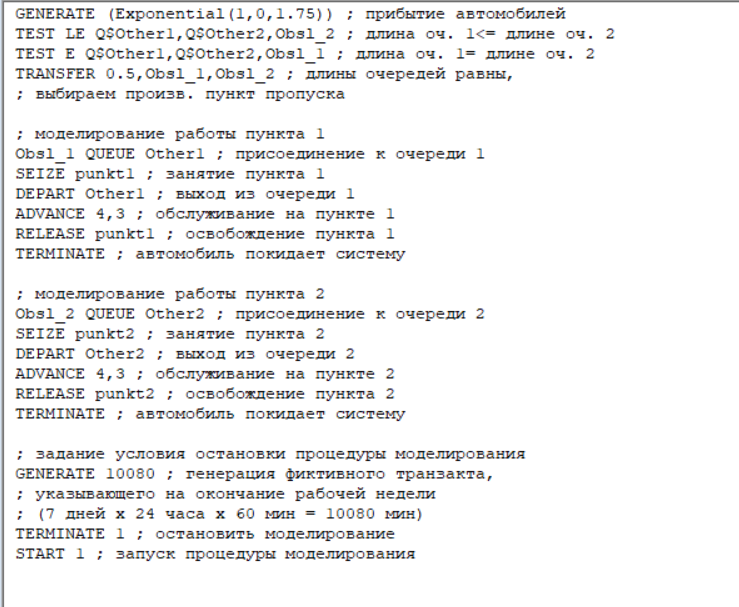 GENERATE (Exponential(1,0,1.75)) ; прибытие автомобилей
TEST LE Q$Other1,Q$Other2,Obsl_2 ; длина оч. 1<= длине оч. 2
TEST E Q$Other1,Q$Other2,Obsl_1 ; длина оч. 1= длине оч. 2
TRANSFER 0.5,Obsl_1,Obsl_2 ; длины очередей равны,
; выбираем произв. пункт пропуска
; моделирование работы пункта 1
Obsl_1 QUEUE Other1 ; присоединение к очереди 1
SEIZE punkt1 ; занятие пункта 1
DEPART Other1 ; выход из очереди 1
ADVANCE 4,3 ; обслуживание на пункте 1
RELEASE punkt1 ; освобождение пункта 1
TERMINATE ; автомобиль покидает систему
; моделирование работы пункта 2
Obsl_2 QUEUE Other2 ; присоединение к очереди 2
SEIZE punkt2 ; занятие пункта 2
DEPART Other2 ; выход из очереди 2
ADVANCE 4,3 ; обслуживание на пункте 2
RELEASE punkt2 ; освобождение пункта 2
TERMINATE ; автомобиль покидает систему
; задание условия остановки процедуры моделирования
GENERATE 10080 ; генерация фиктивного транзакта,
; указывающего на окончание рабочей недели
; (7 дней x 24 часа x 60 мин = 10080 мин)
TERMINATE 1 ; остановить моделирование
START 1 ; запуск процедуры моделирования